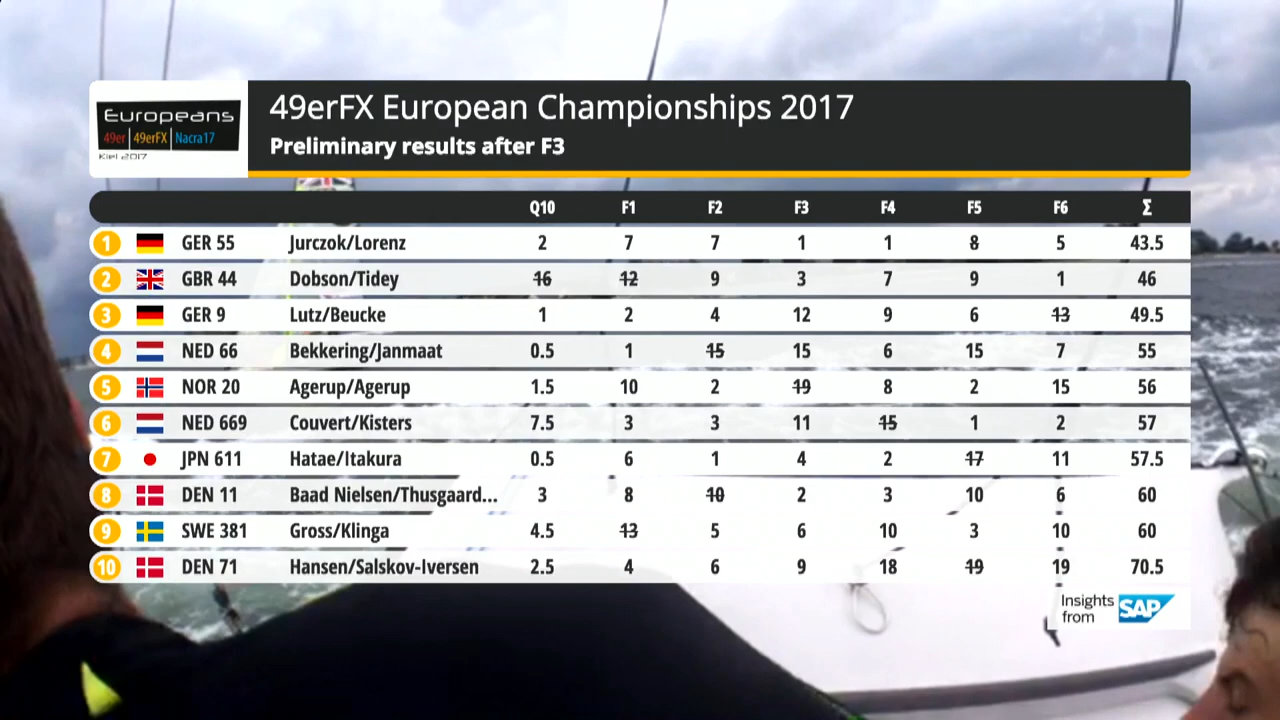 Europeans
49er | 49erFX | Nacra17
Kiel 2017
49erFX European Championships 2017
Preliminary results after F3
Q10 F1 F2 F3 F4 F5 F6 Σ
1 GER 55 Jurczok/Lorenz 2 7 7 1 1 8 5 43.5
2 GBR 44 Dobson/Tidey 16 12 9 3 7 9 1 46
3 GER 9 Lutz/Beucke 1 2 4 12 9 6 13 49.5
4 NED 66 Bekkering/Janmaat 0.5 1 15 15 6 15 7 55
5 NOR 20 Agerup/Agerup 1.5 10 2 19 8 2 15 56
6 NED 669 Couvert/Kisters 7.5 3 3 11 15 1 2 57
7 JPN 611 Hatae/Itakura 0.5 6 1 4 2 17 11 57.5
8 DEN 11 Baad Nielsen/Thusgaard... 3 8 10 2 3 10 6 60
9 SWE 381 Gross/Klinga 4.5 13 5 6 10 3 10 60
10 DEN 71 Hansen/Salskov-Iversen 2.5 4 6 9 18 19 19 70.5
Insights from SAP